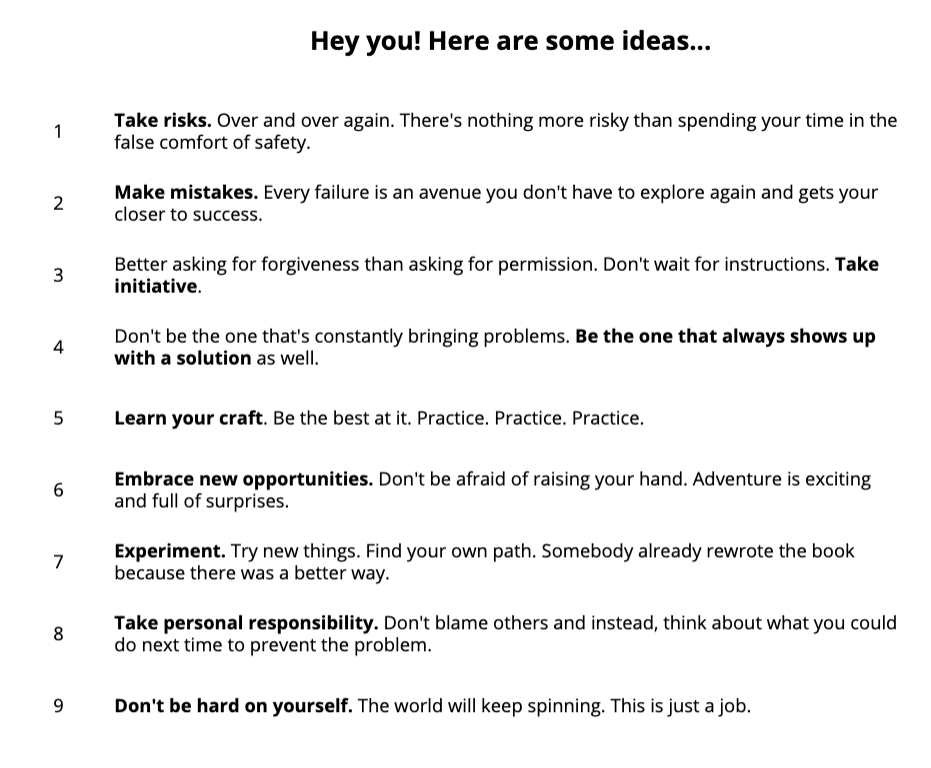 Hey you! Here are some ideas...
1
Take risks. Over and over again. There's nothing more risky than spending your time in the
false comfort of safety.
2
Make mistakes. Every failure is an avenue you don't have to explore again and gets your
closer to success.
3
Better asking for forgiveness than asking for permission. Don't wait for instructions. Take
initiative.
4
Don't be the one that's constantly bringing problems. Be the one that always shows up
with a solution as well.
5
Learn your craft. Be the best at it. Practice. Practice. Practice.
6
Embrace new opportunities. Don't be afraid of raising your hand. Adventure is exciting
and full of surprises.
7
Experiment. Try new things. Find your own path. Somebody already rewrote the book
because there was a better way.
8
Take personal responsibility. Don't blame others and instead, think about what you could
do next time to prevent the problem.
9
Don't be hard on yourself. The world will keep spinning. This is just a job.